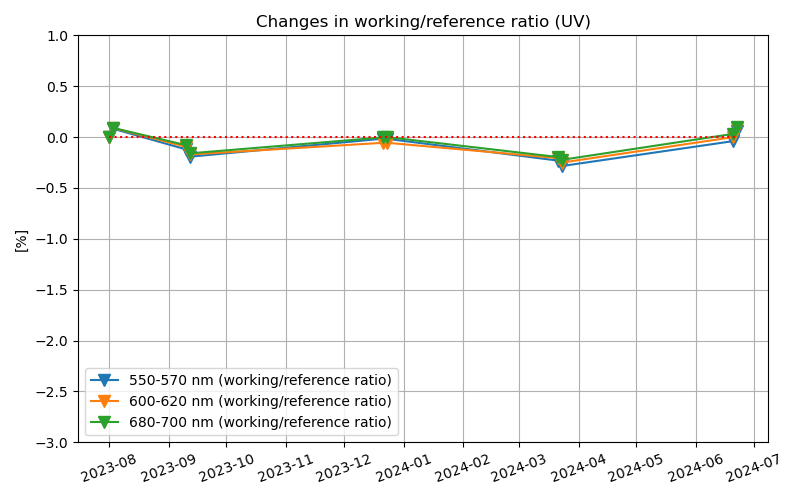 Changes in working/reference ratio (UV)
1.0
0.5
0.0
−0.5
−1.0
−1.5
−2.0
−2.5
−3.0
[%]
550-570 nm (working/reference ratio)
600-620 nm (working/reference ratio)
680-700 nm (working/reference ratio)
2023-08 2023-09 2023-10 2023-11 2023-12 2024-01 2024-02 2024-03 2024-04 2024-05 2024-06 2024-07